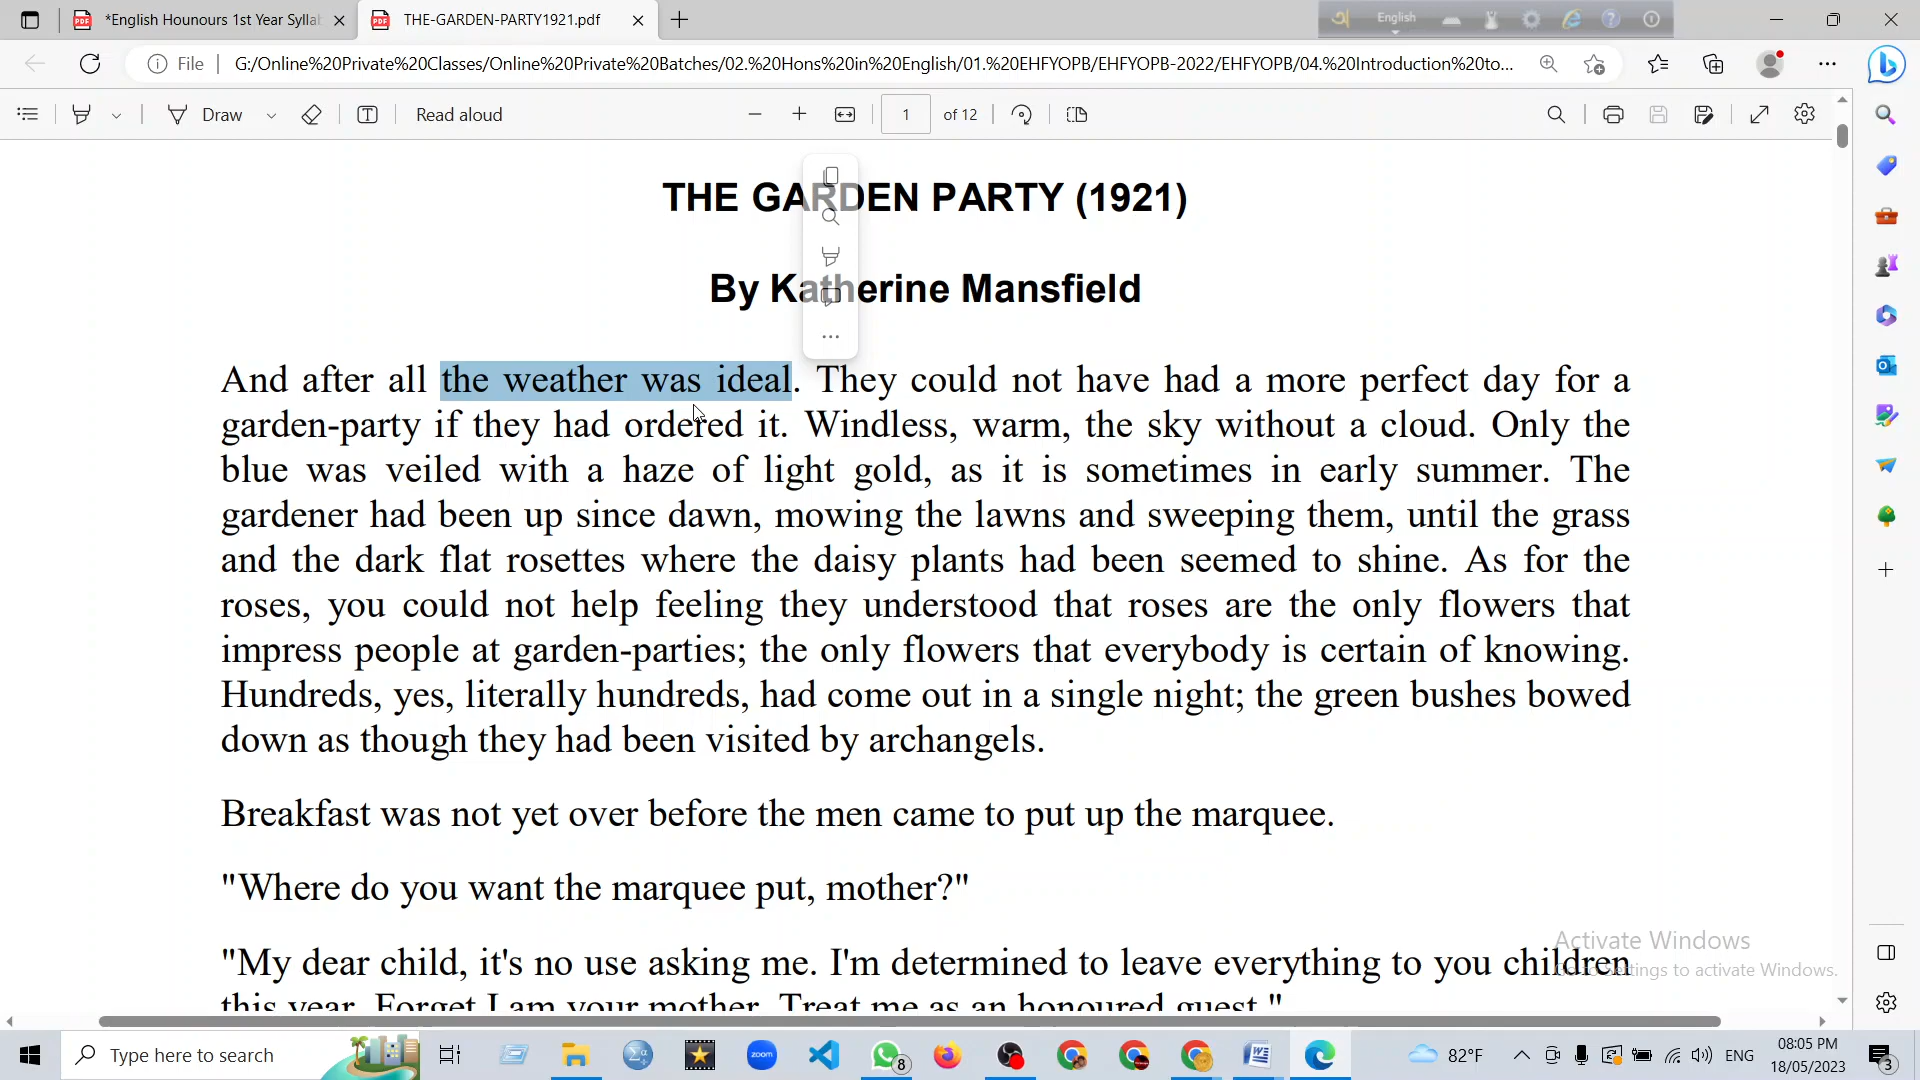 *English Hounours 1st Year Sylla
THE-GARDEN-PARTY1921.pdf
English
File
G:/Online%20Private%20Classes/Online%20Private%20Batches/02.%20Hons%20in%20English/01.%20EHFYOPB/EHFYOPB-2022/EHFYOPB/04.%20Introduction%20to...
Draw
Read aloud
1 of 12
THE GARDEN PARTY (1921)
By Katherine Mansfield
And after all the weather was ideal. They could not have had a more perfect day for a
garden-party if they had ordered it. Windless, warm, the sky without a cloud. Only the
blue was veiled with a haze of light gold, as it is sometimes in early summer. The
gardener had been up since dawn, mowing the lawns and sweeping them, until the grass
and the dark flat rosettes where the daisy plants had been seemed to shine. As for the
roses, you could not help feeling they understood that roses are the only flowers that
impress people at garden-parties; the only flowers that everybody is certain of knowing.
Hundreds, yes, literally hundreds, had come out in a single night; the green bushes bowed
down as though they had been visited by archangels.
Breakfast was not yet over before the men came to put up the marquee.
"Where do you want the marquee put, mother?"
"My dear child, it's no use asking me. I'm determined to leave everything to you children
this year. Forget I am your mother. Treat me as an honoured guest."
Activate Windows
Go to Settings to activate Windows.
Type here to search
zoom
8
82°F
ENG
08:05 PM
18/05/2023
3